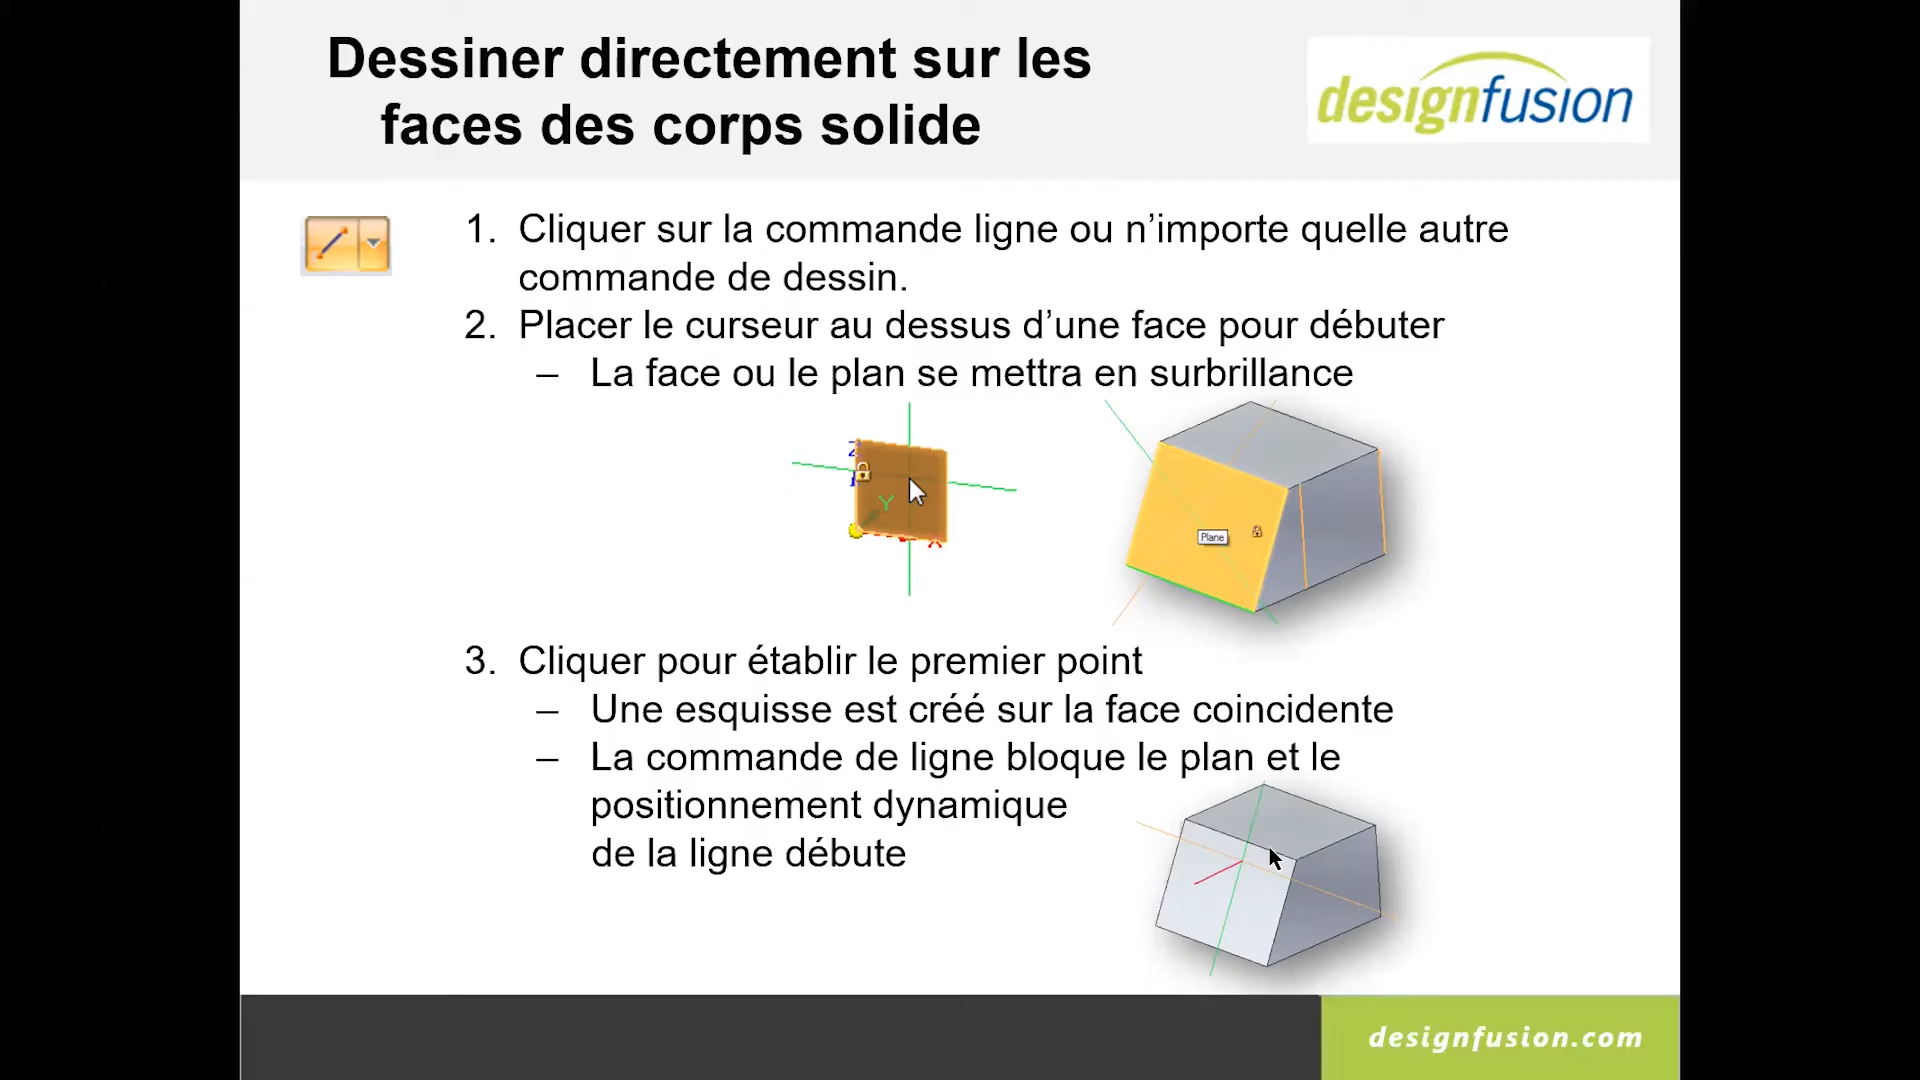 Dessiner directement sur les
faces des corps solide
designfusion
1. Cliquer sur la commande ligne ou n’importe quelle autre
commande de dessin.
2. Placer le curseur au dessus d’une face pour débuter
– La face ou le plan se mettra en surbrillance
Z
Y
X
Plane
3. Cliquer pour établir le premier point
– Une esquisse est créé sur la face coincidente
– La commande de ligne bloque le plan et le
positionnement dynamique
de la ligne débute
designfusion.com